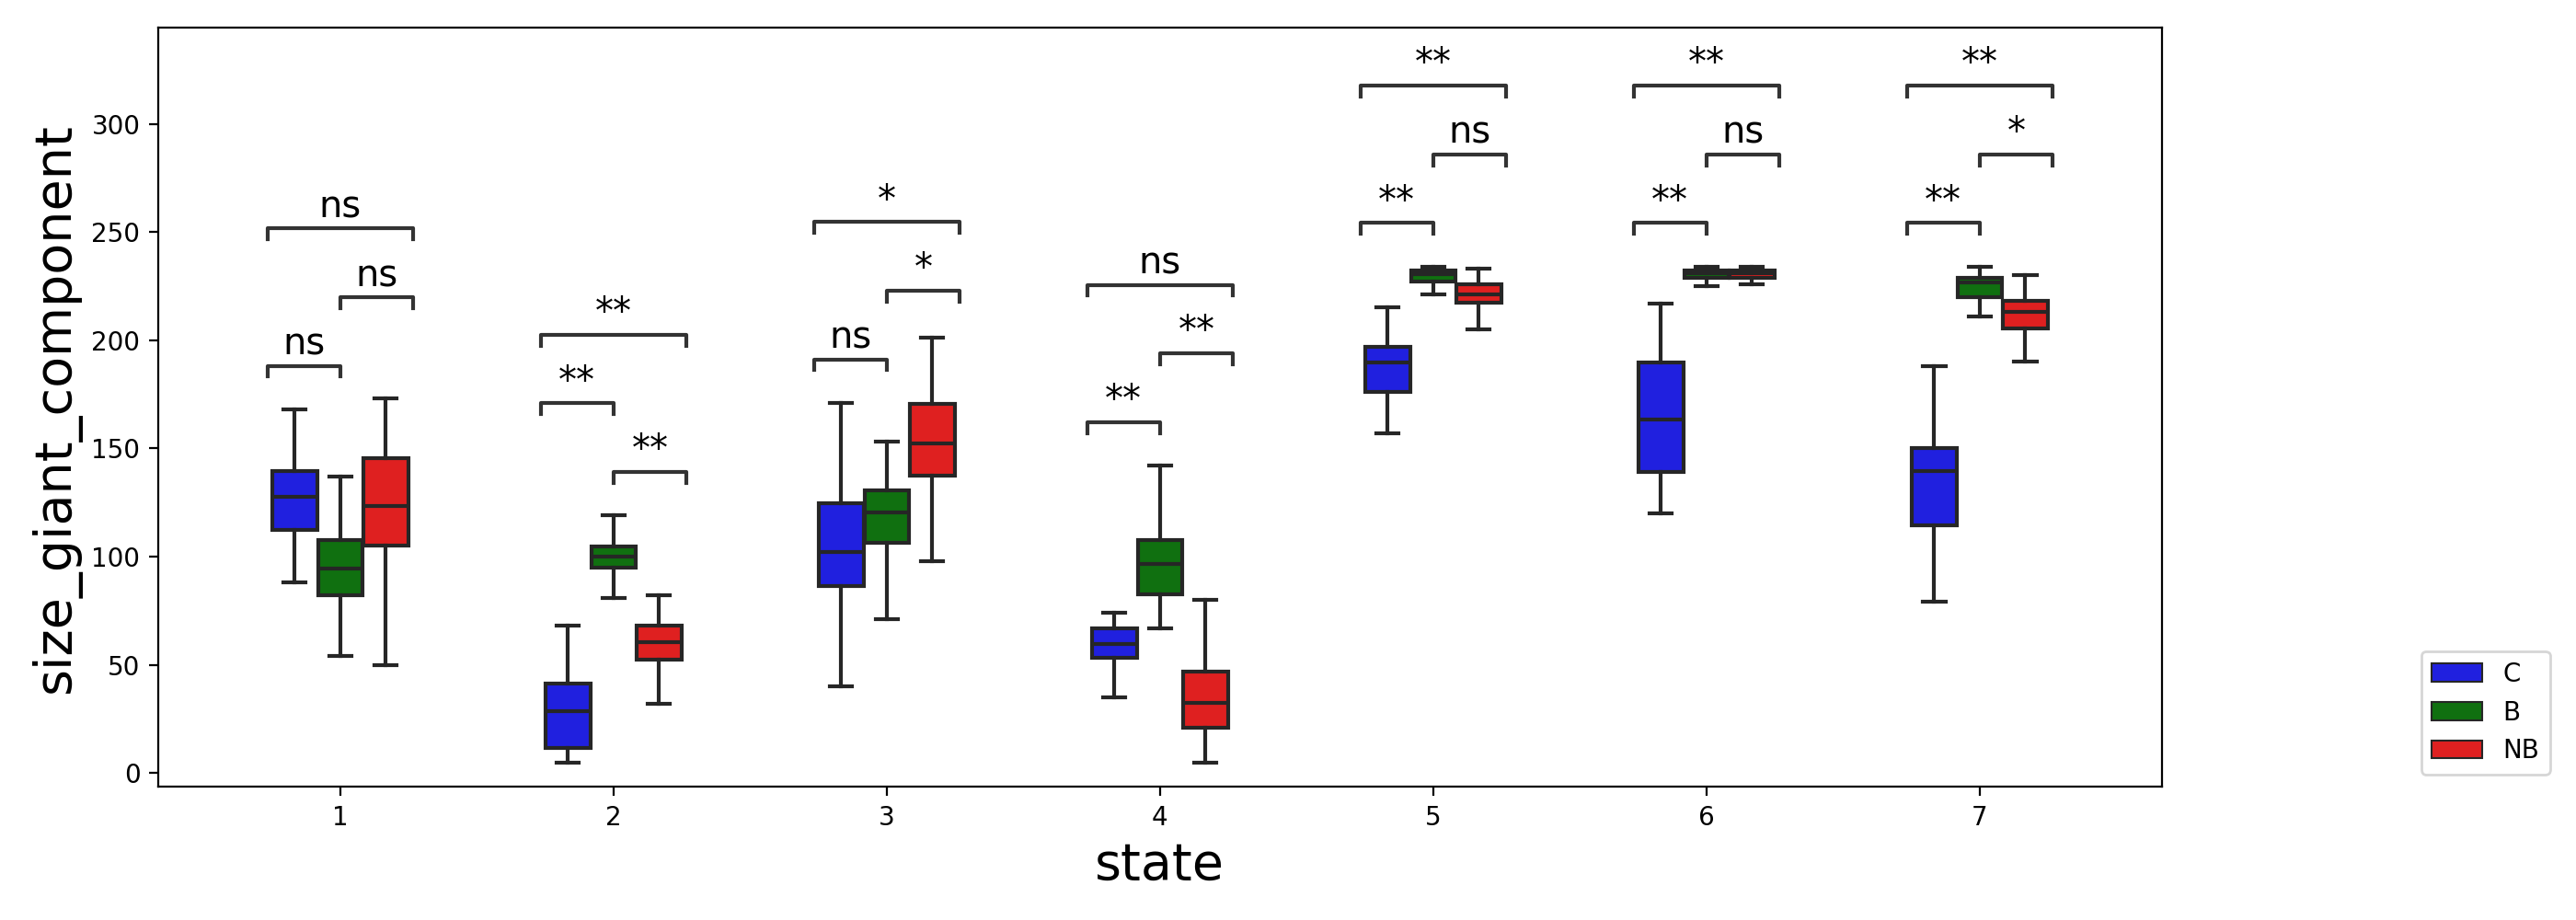 ** ** **
300
ns ns *
* ** ** **
ns
250
ns * ns
** **
200
ns ns
** **
150
**
100
50
0
1 2 3 4 5 6 7
size_giant_component
state
C
B
NB